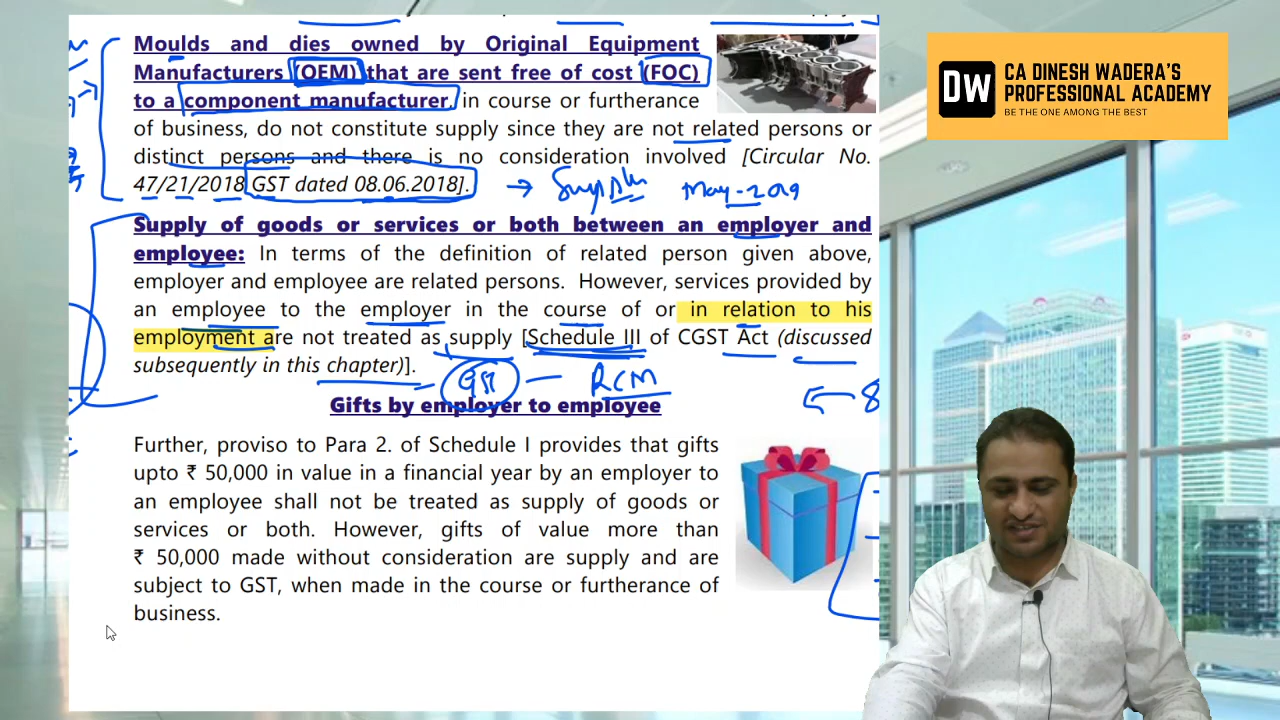 Moulds and dies owned by Original Equipment
Manufacturers (OEM) that are sent free of cost (FOC)
to a component manufacturer, in course or furtherance
of business, do not constitute supply since they are not related persons or
distinct persons and there is no consideration involved [Circular No.
47/21/2018 GST dated 08.06.2018].
→ May-2019
Supply of goods or services or both between an employer and
employee: In terms of the definition of related person given above,
employer and employee are related persons. However, services provided by
an employee to the employer in the course of or in relation to his
employment are not treated as supply [Schedule III of CGST Act (discussed
subsequently in this chapter)].
GST — RCM
Gifts by employer to employee
Further, proviso to Para 2. of Schedule I provides that gifts
upto ₹ 50,000 in value in a financial year by an employer to
an employee shall not be treated as supply of goods or
services or both. However, gifts of value more than
₹ 50,000 made without consideration are supply and are
subject to GST, when made in the course or furtherance of
business.
DW
CA DINESH WADERA'S
PROFESSIONAL ACADEMY
BE THE ONE AMONG THE BEST